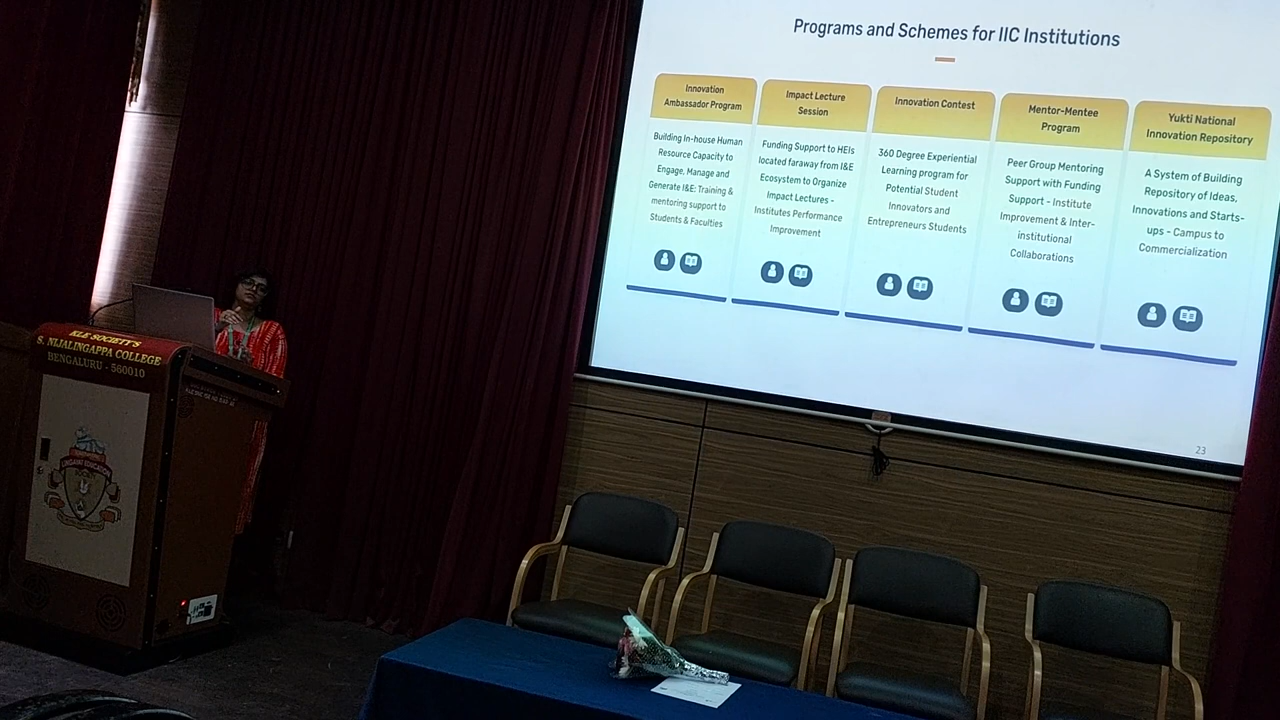 Programs and Schemes for IIC Institutions
Innovation
Ambassador Program
Building In-house Human
Resource Capacity to
Engage, Manage and
Generate I&E: Training &
mentoring support to
Students & Faculties
Impact Lecture
Session
Funding Support to HEIs
located faraway from I&E
Ecosystem to Organize
Impact Lectures -
Institutes Performance
Improvement
Innovation Contest
360 Degree Experiential
Learning program for
Potential Student
Innovators and
Entrepreneurs Students
Mentor-Mentee
Program
Peer Group Mentoring
Support with Funding
Support - Institute
Improvement & Inter-
institutional
Collaborations
Yukti National
Innovation Repository
A System of Building
Repository of Ideas,
Innovations and Starts-
ups - Campus to
Commercialization
23
KLE SOCIETY'S
S. NIJALINGAPPA COLLEGE
BENGALURU - 560010